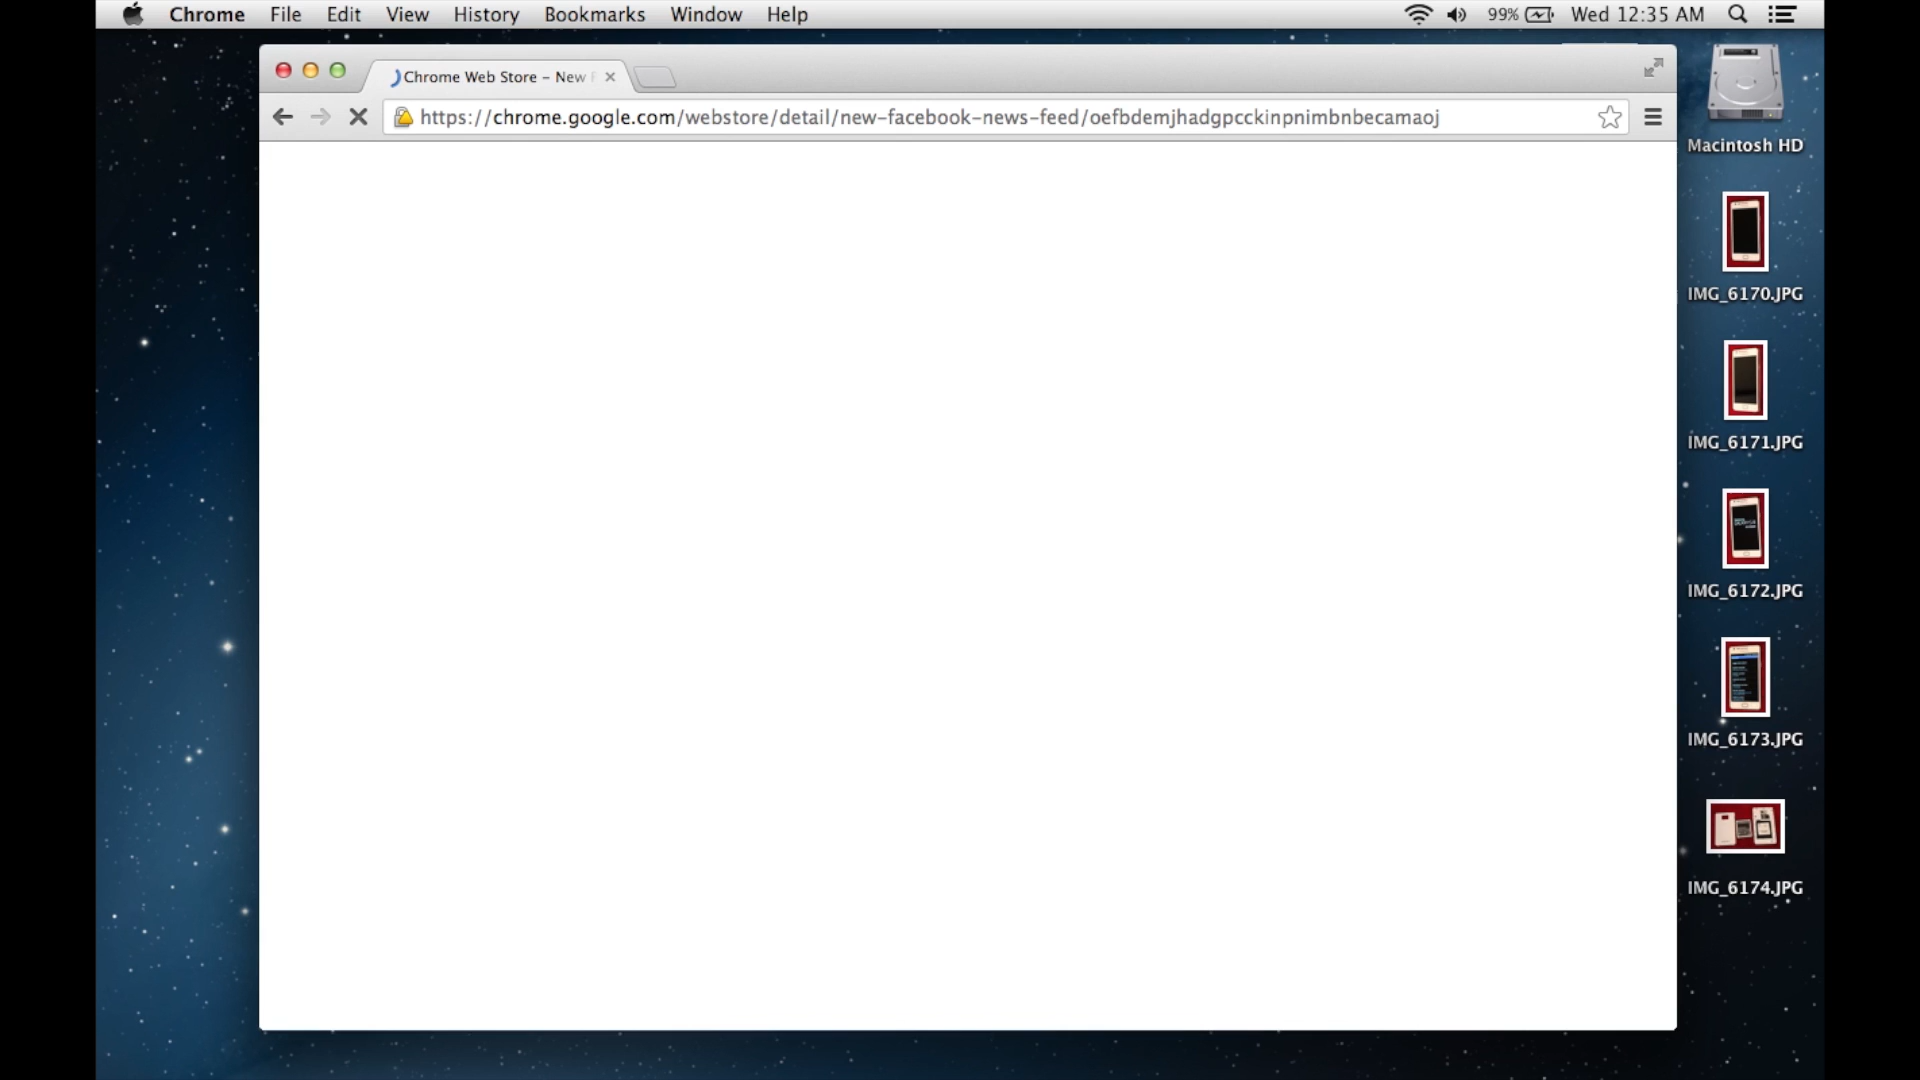 Chrome File Edit View History Bookmarks Window Help 99% Wed 12:35 AM
Chrome Web Store – New
https://chrome.google.com/webstore/detail/new-facebook-news-feed/oefbdemjhadgpcckinpnimbnbecamaoj
Macintosh HD
IMG_6170.JPG
IMG_6171.JPG
IMG_6172.JPG
IMG_6173.JPG
IMG_6174.JPG